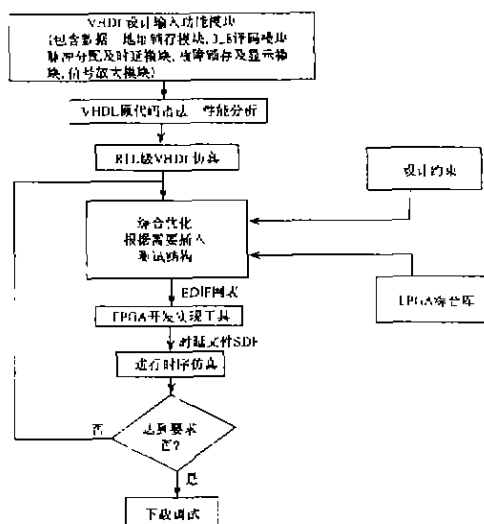 VHDL设计输入功能模块
(包含数据 地址锁存模块,3_8译码模块
脉冲分配及时延模块,故障锁存及显示模
块,信号放大模块)
VHDL源代码语法 性能分析
RTL级VHDL仿真
设计约束
综合优化
根据需要插入
测试结构
EDIF网表
FPGA综合库
FPGA开发实现工具
时延文件SDF
进行时序仿真
达到要求
否?
否
是
下载调试